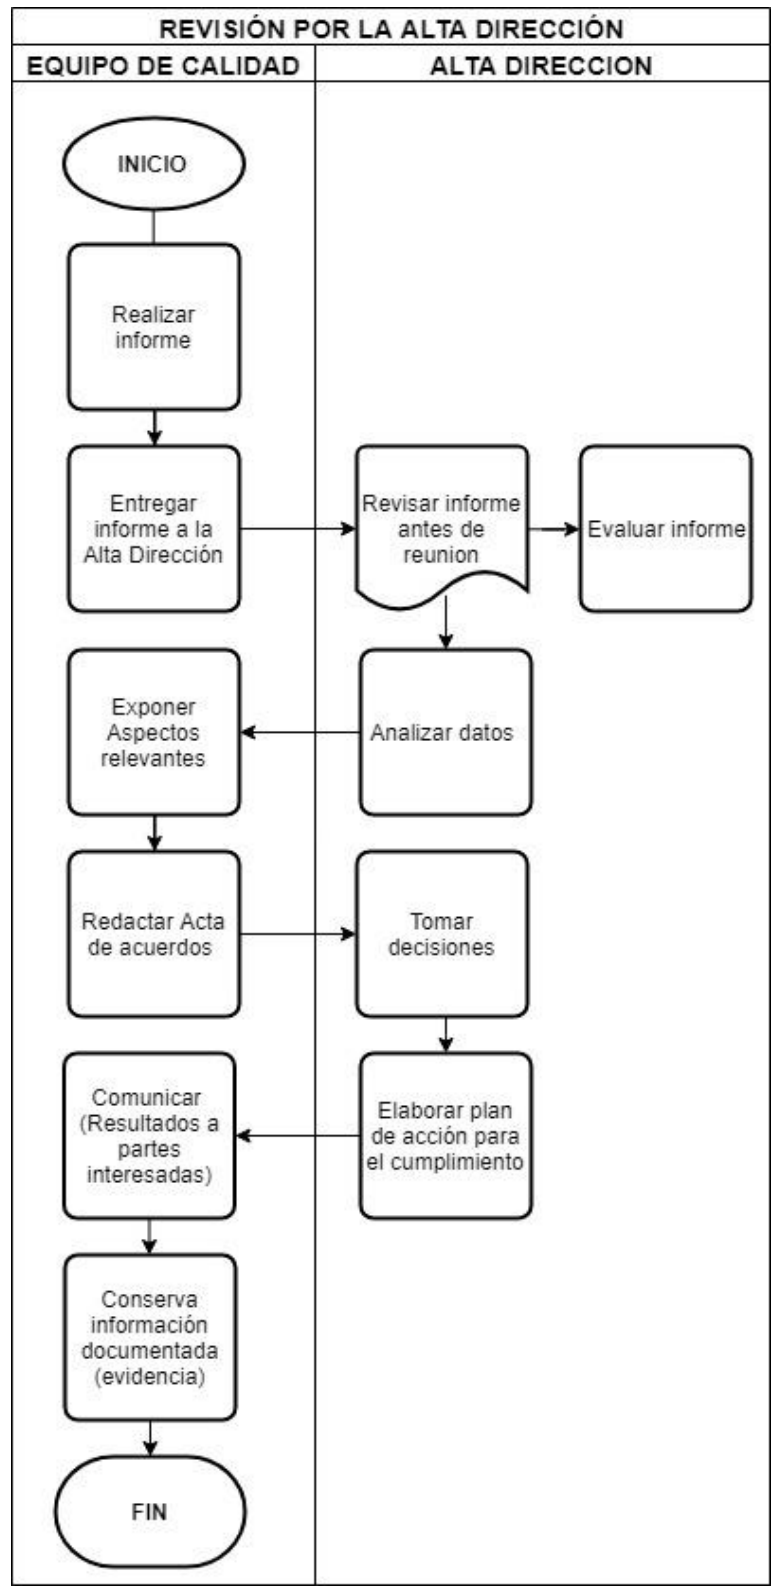 REVISIÓN POR LA ALTA DIRECCIÓN
EQUIPO DE CALIDAD
ALTA DIRECCION
INICIO
Realizar
informe
Entregar
informe a la
Alta Dirección
Revisar informe
antes de
reunion
Evaluar informe
Exponer
Aspectos
relevantes
Analizar datos
Redactar Acta
de acuerdos
Tomar
decisiones
Comunicar
(Resultados a
partes
interesadas)
Elaborar plan
de acción para
el cumplimiento
Conserva
información
documentada
(evidencia)
FIN